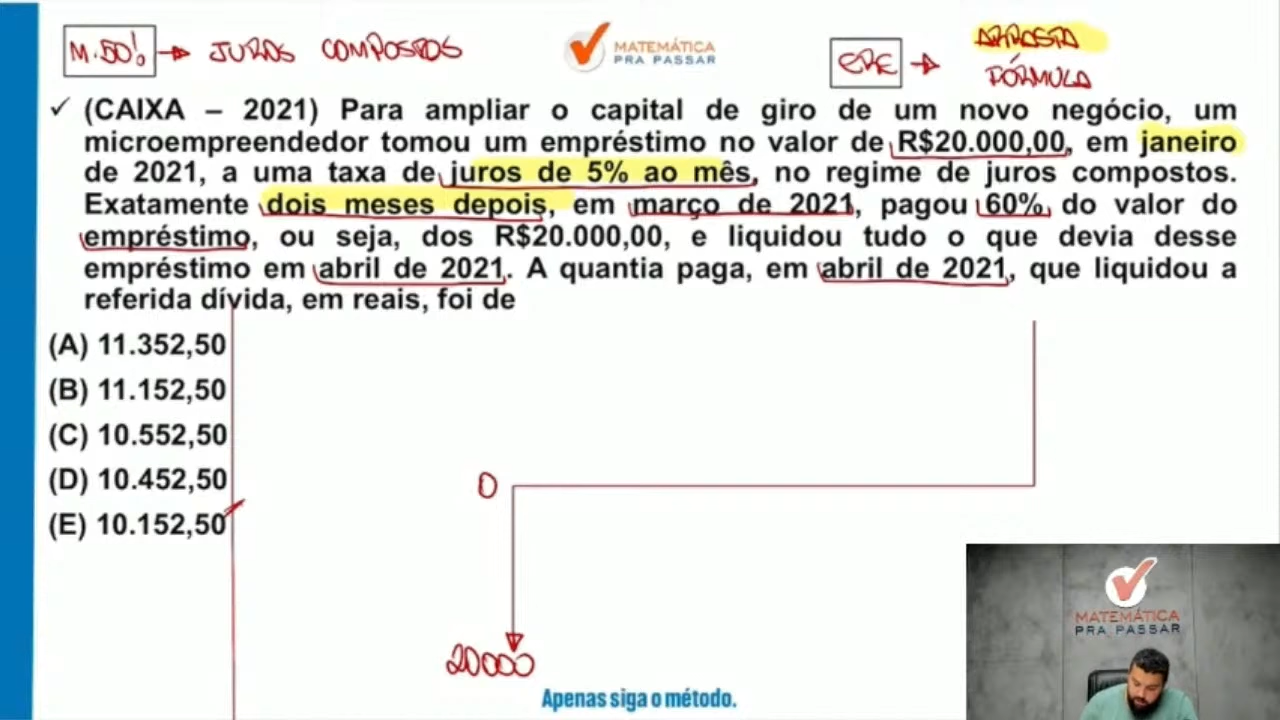 M.50! → JUROS COMPOSTOS
MATEMÁTICA
PRA PASSAR
CPC → ARRASTA
FÓRMULA
✓ (CAIXA – 2021) Para ampliar o capital de giro de um novo negócio, um
microempreendedor tomou um empréstimo no valor de R$20.000,00, em janeiro
de 2021, a uma taxa de juros de 5% ao mês, no regime de juros compostos.
Exatamente dois meses depois, em março de 2021, pagou 60% do valor do
empréstimo, ou seja, dos R$20.000,00, e liquidou tudo o que devia desse
empréstimo em abril de 2021. A quantia paga, em abril de 2021, que liquidou a
referida dívida, em reais, foi de
(A) 11.352,50
(B) 11.152,50
(C) 10.552,50
(D) 10.452,50
(E) 10.152,50
0
20000
Apenas siga o método.
MATEMÁTICA
PRA PASSAR